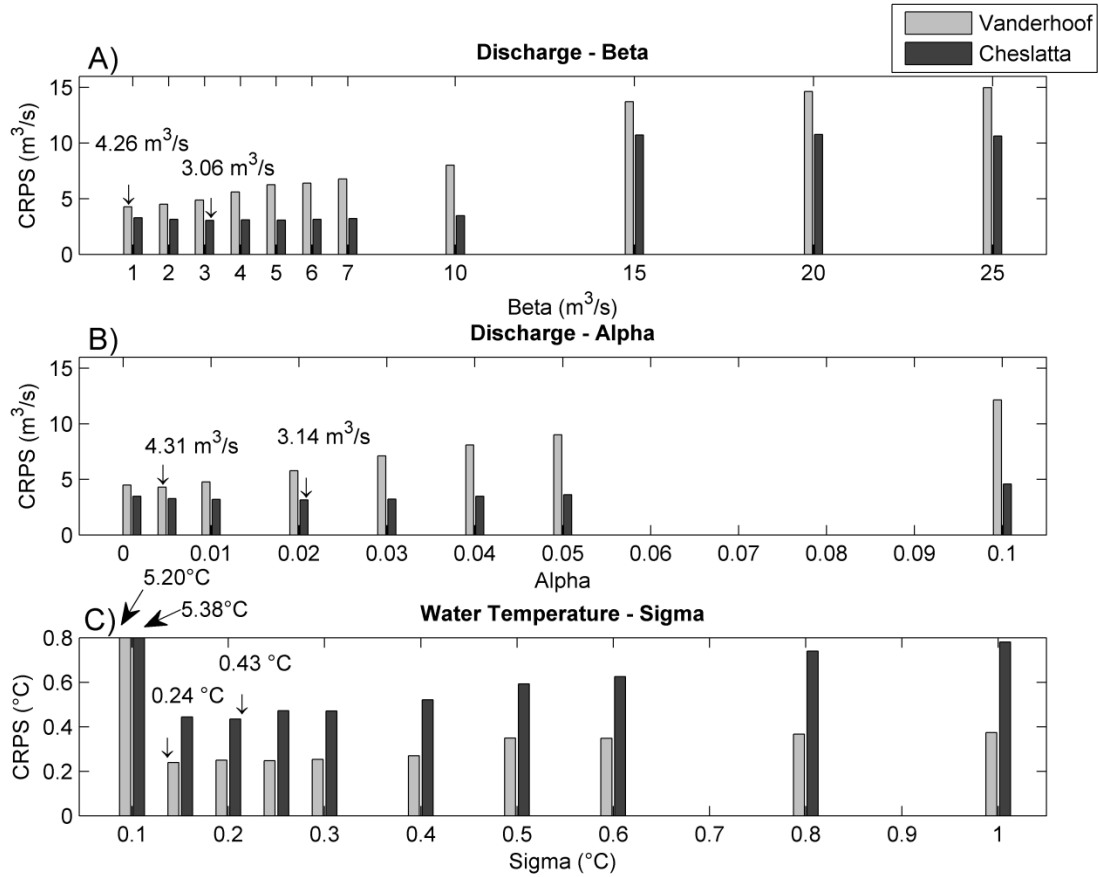 Vanderhoof
Cheslatta
A)
Discharge - Beta
CRPS (m³/s)
15
10
5
0
4.26 m³/s
3.06 m³/s
1 2 3 4 5 6 7 10 15 20 25
Beta (m³/s)
B)
Discharge - Alpha
CRPS (m³/s)
15
10
5
0
4.31 m³/s
3.14 m³/s
0 0.01 0.02 0.03 0.04 0.05 0.06 0.07 0.08 0.09 0.1
Alpha
5.20°C
5.38°C
C)
Water Temperature - Sigma
CRPS (°C)
0.8
0.6
0.4
0.2
0
0.43 °C
0.24 °C
0.1 0.2 0.3 0.4 0.5 0.6 0.7 0.8 0.9 1
Sigma (°C)